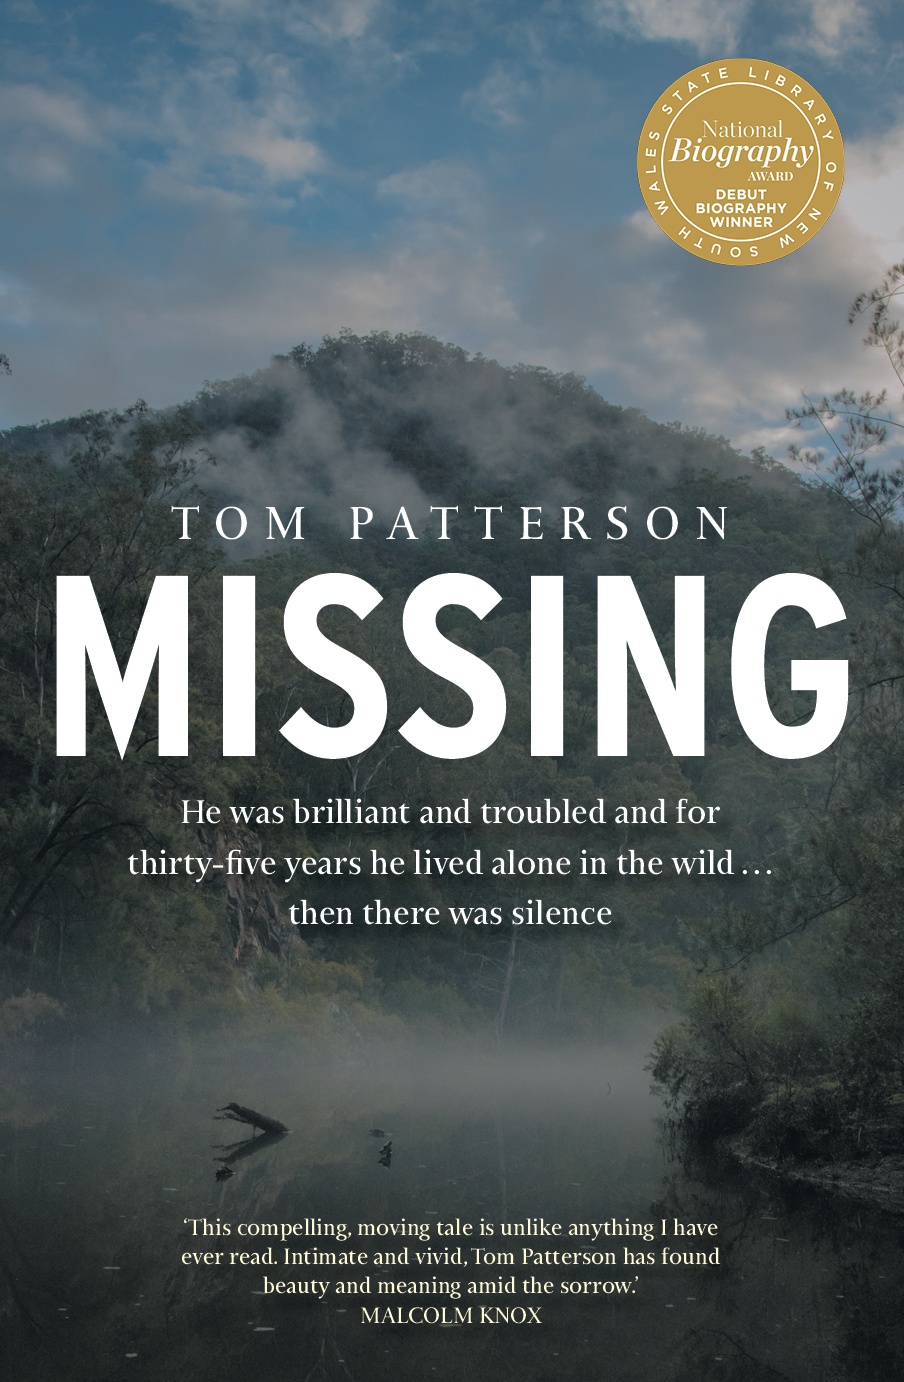 STATE LIBRARY OF NEW SOUTH WALES
National
Biography
AWARD
DEBUT
BIOGRAPHY
WINNER
TOM PATTERSON
MISSING
He was brilliant and troubled and for
thirty-five years he lived alone in the wild…
then there was silence
‘This compelling, moving tale is unlike anything I have
ever read. Intimate and vivid, Tom Patterson has found
beauty and meaning amid the sorrow.’
MALCOLM KNOX